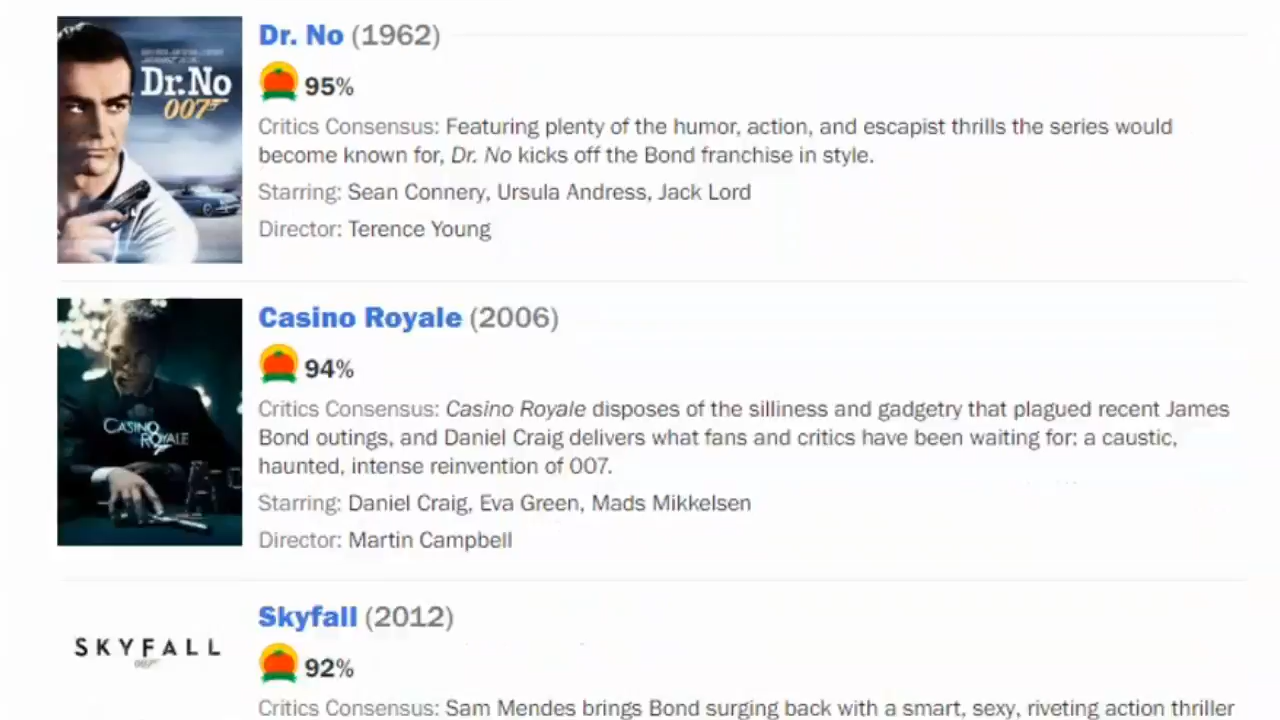 Dr. No (1962)
Dr. No
007
95%
Critics Consensus: Featuring plenty of the humor, action, and escapist thrills the series would
become known for, Dr. No kicks off the Bond franchise in style.
Starring: Sean Connery, Ursula Andress, Jack Lord
Director: Terence Young
Casino Royale (2006)
94%
Critics Consensus: Casino Royale disposes of the silliness and gadgetry that plagued recent James
Bond outings, and Daniel Craig delivers what fans and critics have been waiting for: a caustic,
haunted, intense reinvention of 007.
CASINO
ROYALE
Starring: Daniel Craig, Eva Green, Mads Mikkelsen
Director: Martin Campbell
Skyfall (2012)
SKYFALL
007
92%
Critics Consensus: Sam Mendes brings Bond surging back with a smart, sexy, riveting action thriller